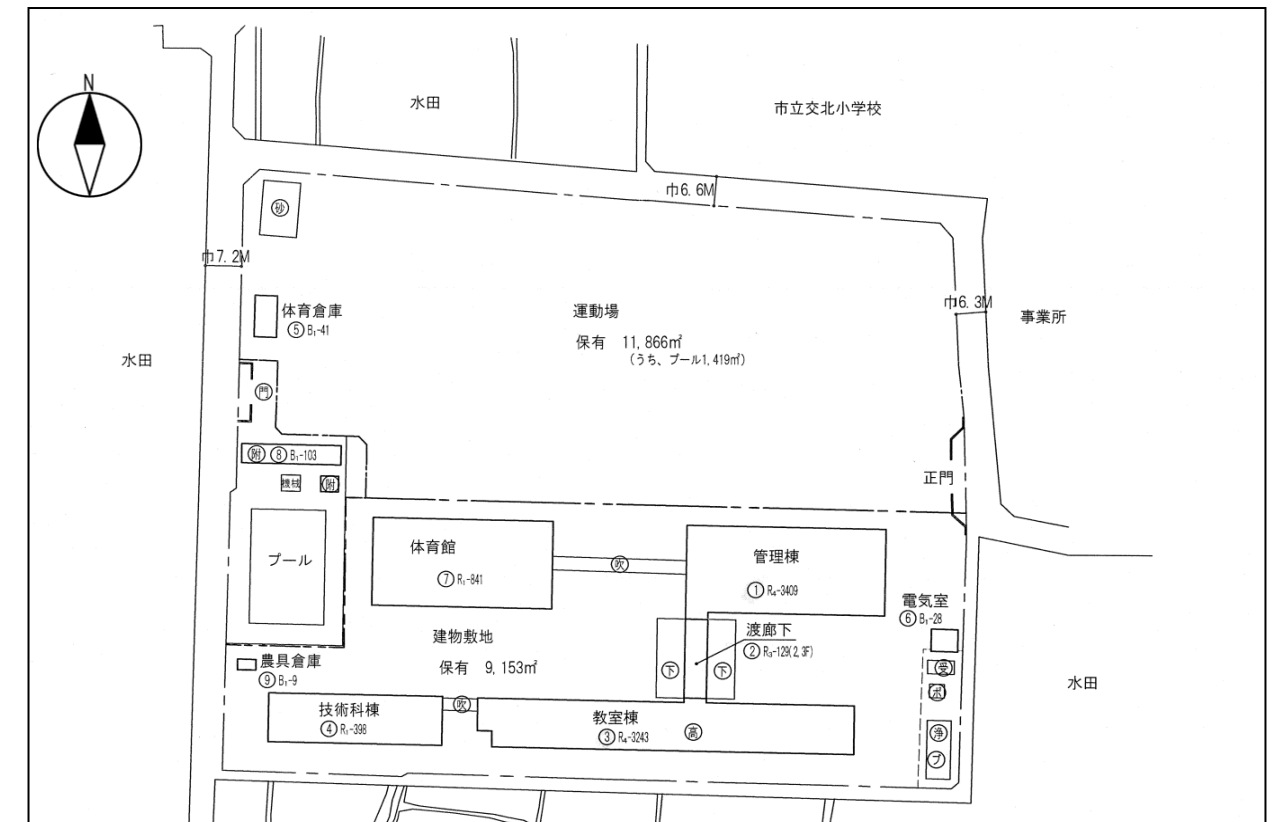 N
水田
市立交北小学校
巾6.6M
砂
巾7.2M
体育倉庫
⑤ B₁-41
運動場
保有 11,866㎡
(うち、プール1,419㎡)
巾6.3M
事業所
水田
門
附 ⑧ B₁-103
機械
附
正門
プール
体育館
⑦ R₁-841
吹
管理棟
① R₄-3409
電気室
⑥ B₁-28
建物敷地
保有 9,153㎡
渡廊下
② R₃-129(2,3F)
下
下
受
ポ
水田
農具倉庫
⑨ B₁-9
技術科棟
④ R₁-398
吹
教室棟
③ R₄-3243
高
浄
プ